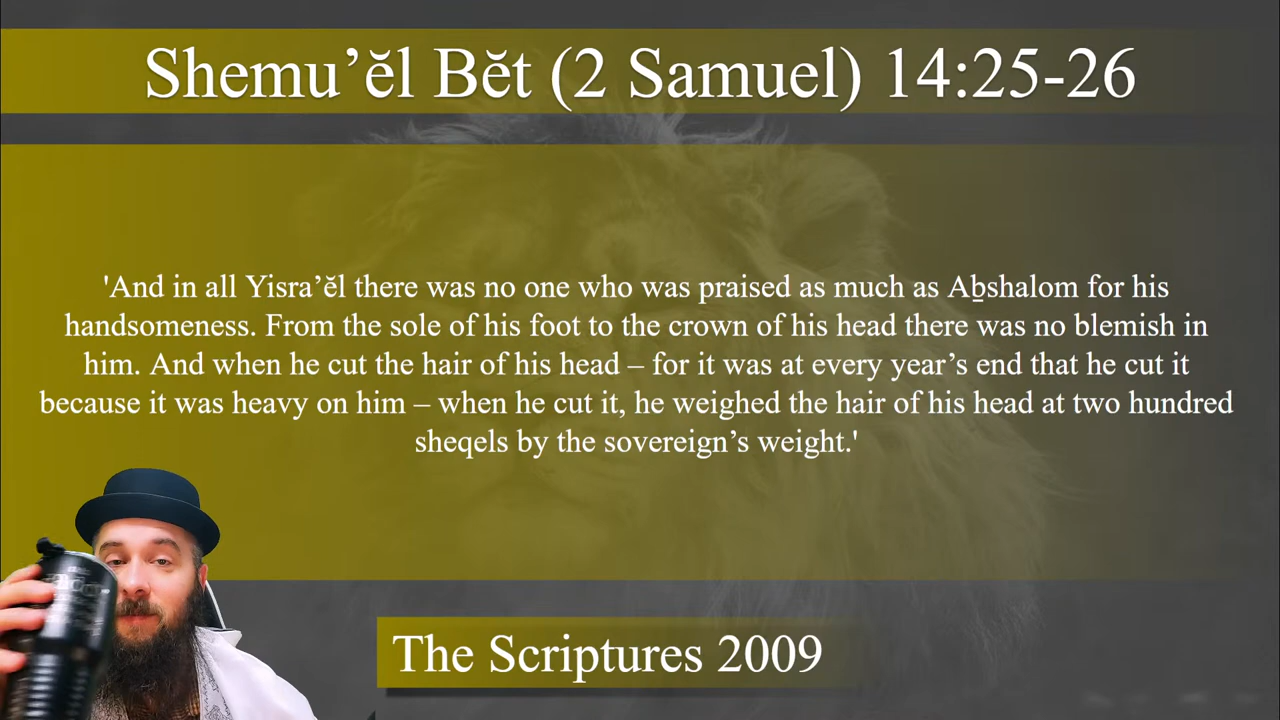 Shemu’ĕl Bĕt (2 Samuel) 14:25-26
'And in all Yisra’ĕl there was no one who was praised as much as Aḇshalom for his
handsomeness. From the sole of his foot to the crown of his head there was no blemish in
him. And when he cut the hair of his head – for it was at every year’s end that he cut it
because it was heavy on him – when he cut it, he weighed the hair of his head at two hundred
sheqels by the sovereign’s weight.'
The Scriptures 2009